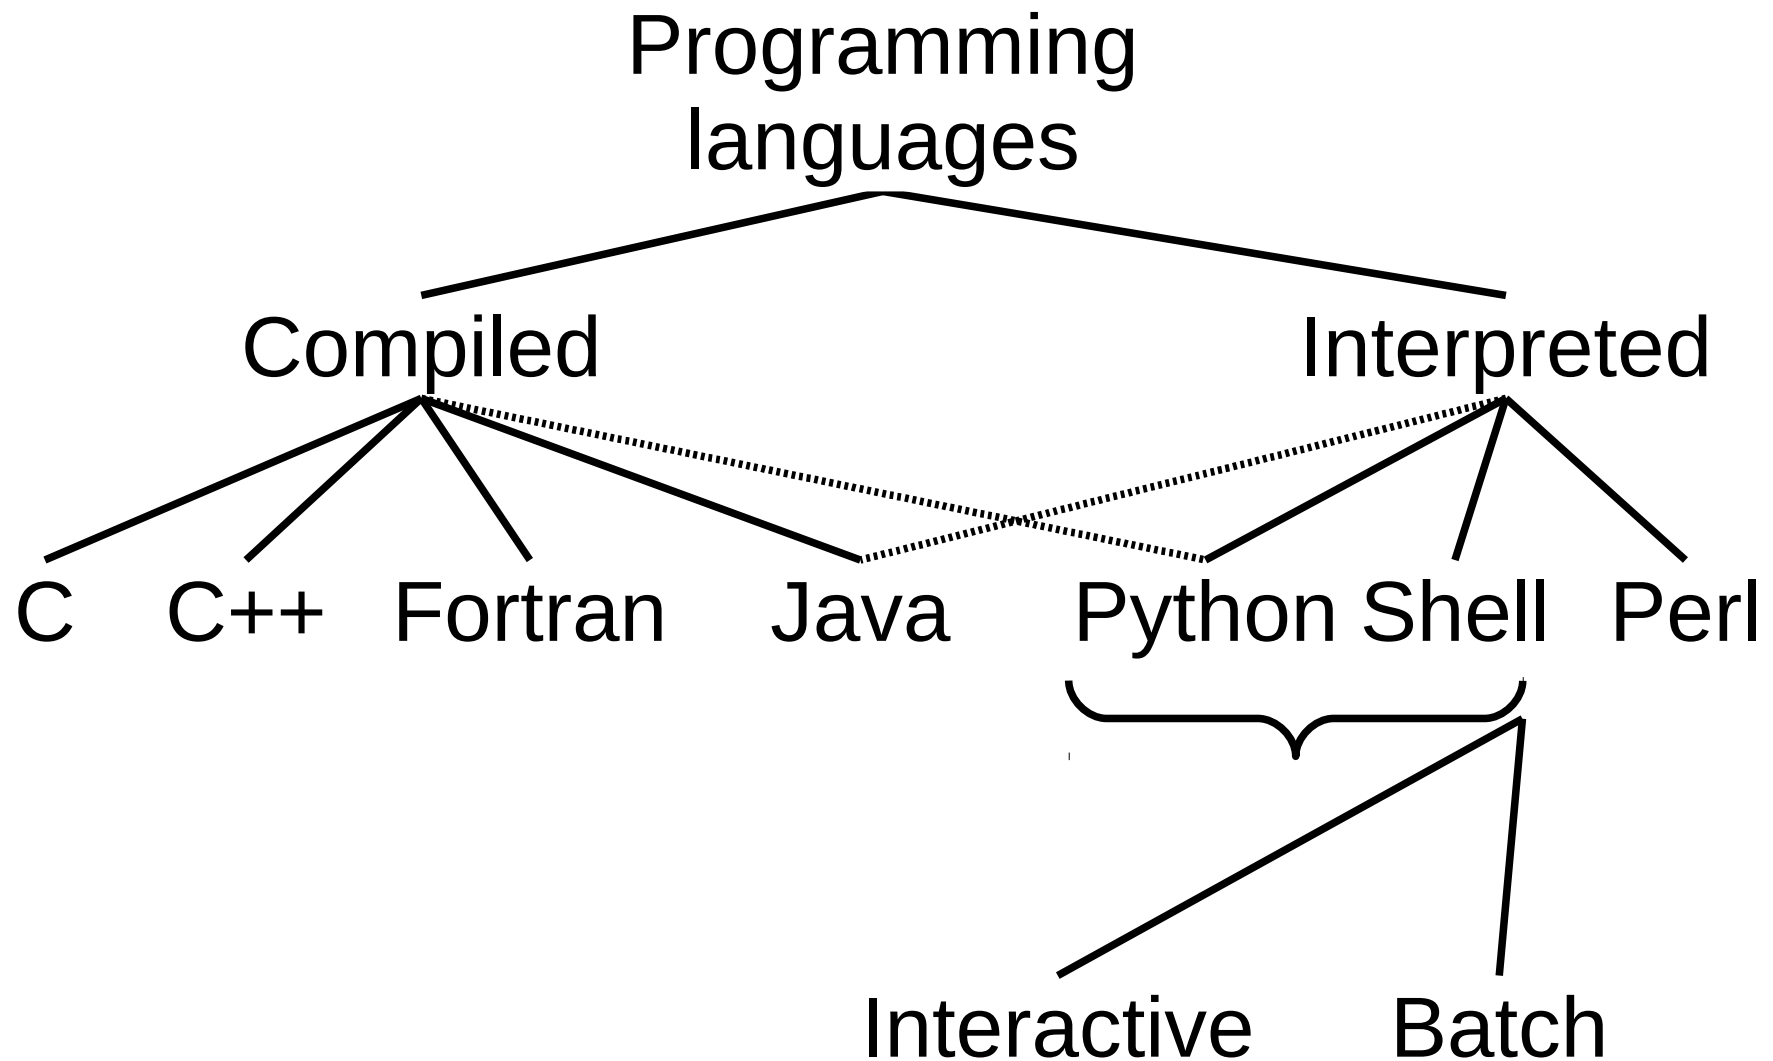 Programming
languages
Compiled
Interpreted
C
C++
Fortran
Java
Python
Shell
Perl
Interactive
Batch